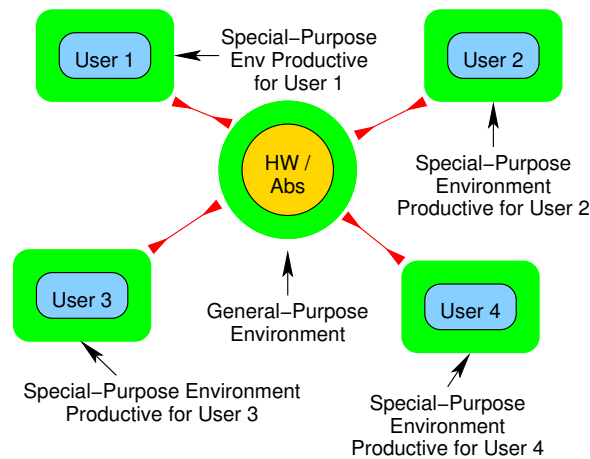 User 1
Special−Purpose
Env Productive
for User 1
User 2
HW /
Abs
Special−Purpose
Environment
Productive for User 2
User 3
General−Purpose
Environment
User 4
Special−Purpose Environment
Productive for User 3
Special−Purpose
Environment
Productive for User 4